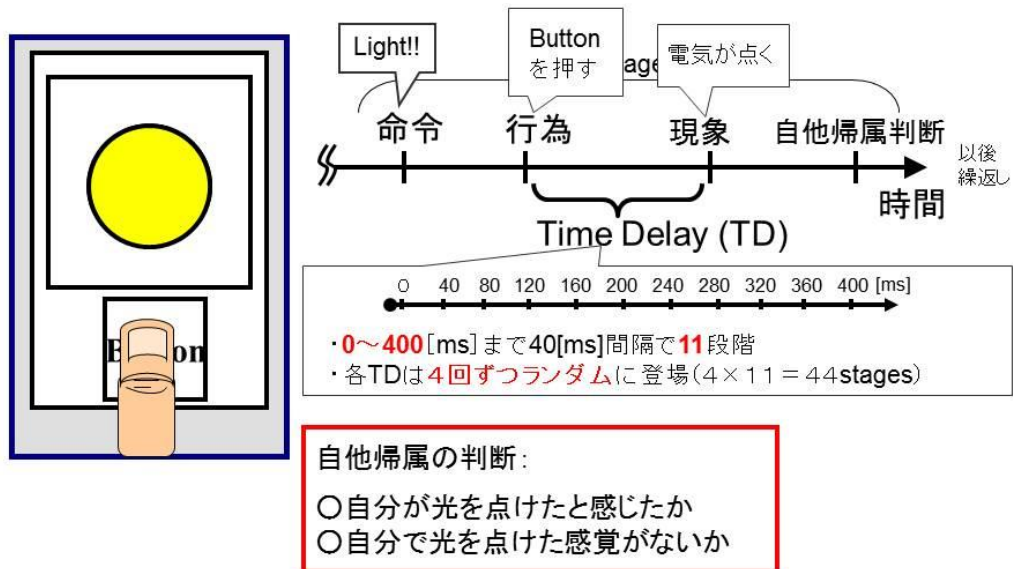 Light!!
Button
を押す
age
電気が点く
命令
行為
現象
自他帰属判断
以後
繰返し
時間
Time Delay (TD)
0 40 80 120 160 200 240 280 320 360 400 [ms]
・0～400[ms]まで40[ms]間隔で11段階
・各TDは４回ずつランダムに登場(４×１１＝４４stages)
B on
自他帰属の判断:
○自分が光を点けたと感じたか
○自分で光を点けた感覚がないか